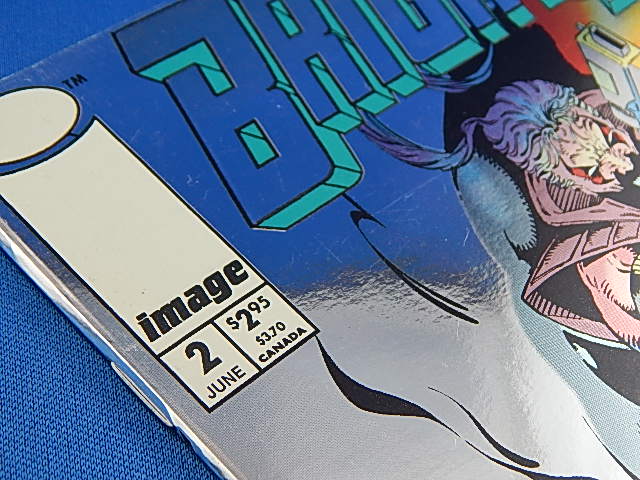 ™
image
2
JUNE
$2.95
$3.70
CANADA